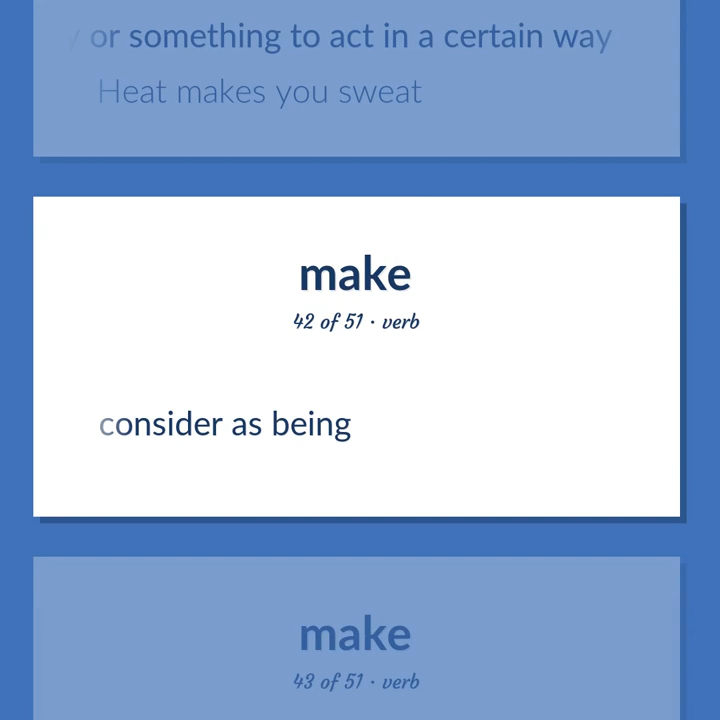 or something to act in a certain way
Heat makes you sweat
make
42 of 51 · verb
consider as being
make
43 of 51 · verb